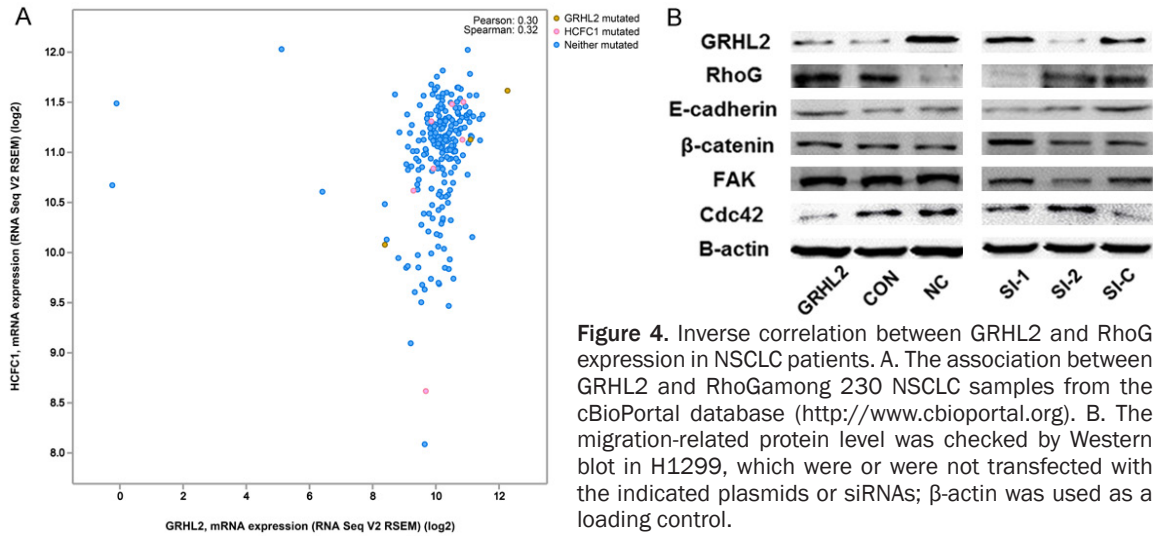 A
Pearson: 0.30
Spearman: 0.32
GRHL2 mutated
HCFC1 mutated
Neither mutated
HCFC1, mRNA expression (RNA Seq V2 RSEM) (log2)
12.0
11.5
11.0
10.5
10.0
9.5
9.0
8.5
8.0
0 2 4 6 8 10 12
GRHL2, mRNA expression (RNA Seq V2 RSEM) (log2)
B
GRHL2
RhoG
E-cadherin
β-catenin
FAK
Cdc42
B-actin
GRHL2 CON NC SI-1 SI-2 SI-C
Figure 4. Inverse correlation between GRHL2 and RhoG
expression in NSCLC patients. A. The association between
GRHL2 and RhoGamong 230 NSCLC samples from the
cBioPortal database (http://www.cbioportal.org). B. The
migration-related protein level was checked by Western
blot in H1299, which were or were not transfected with
the indicated plasmids or siRNAs; β-actin was used as a
loading control.